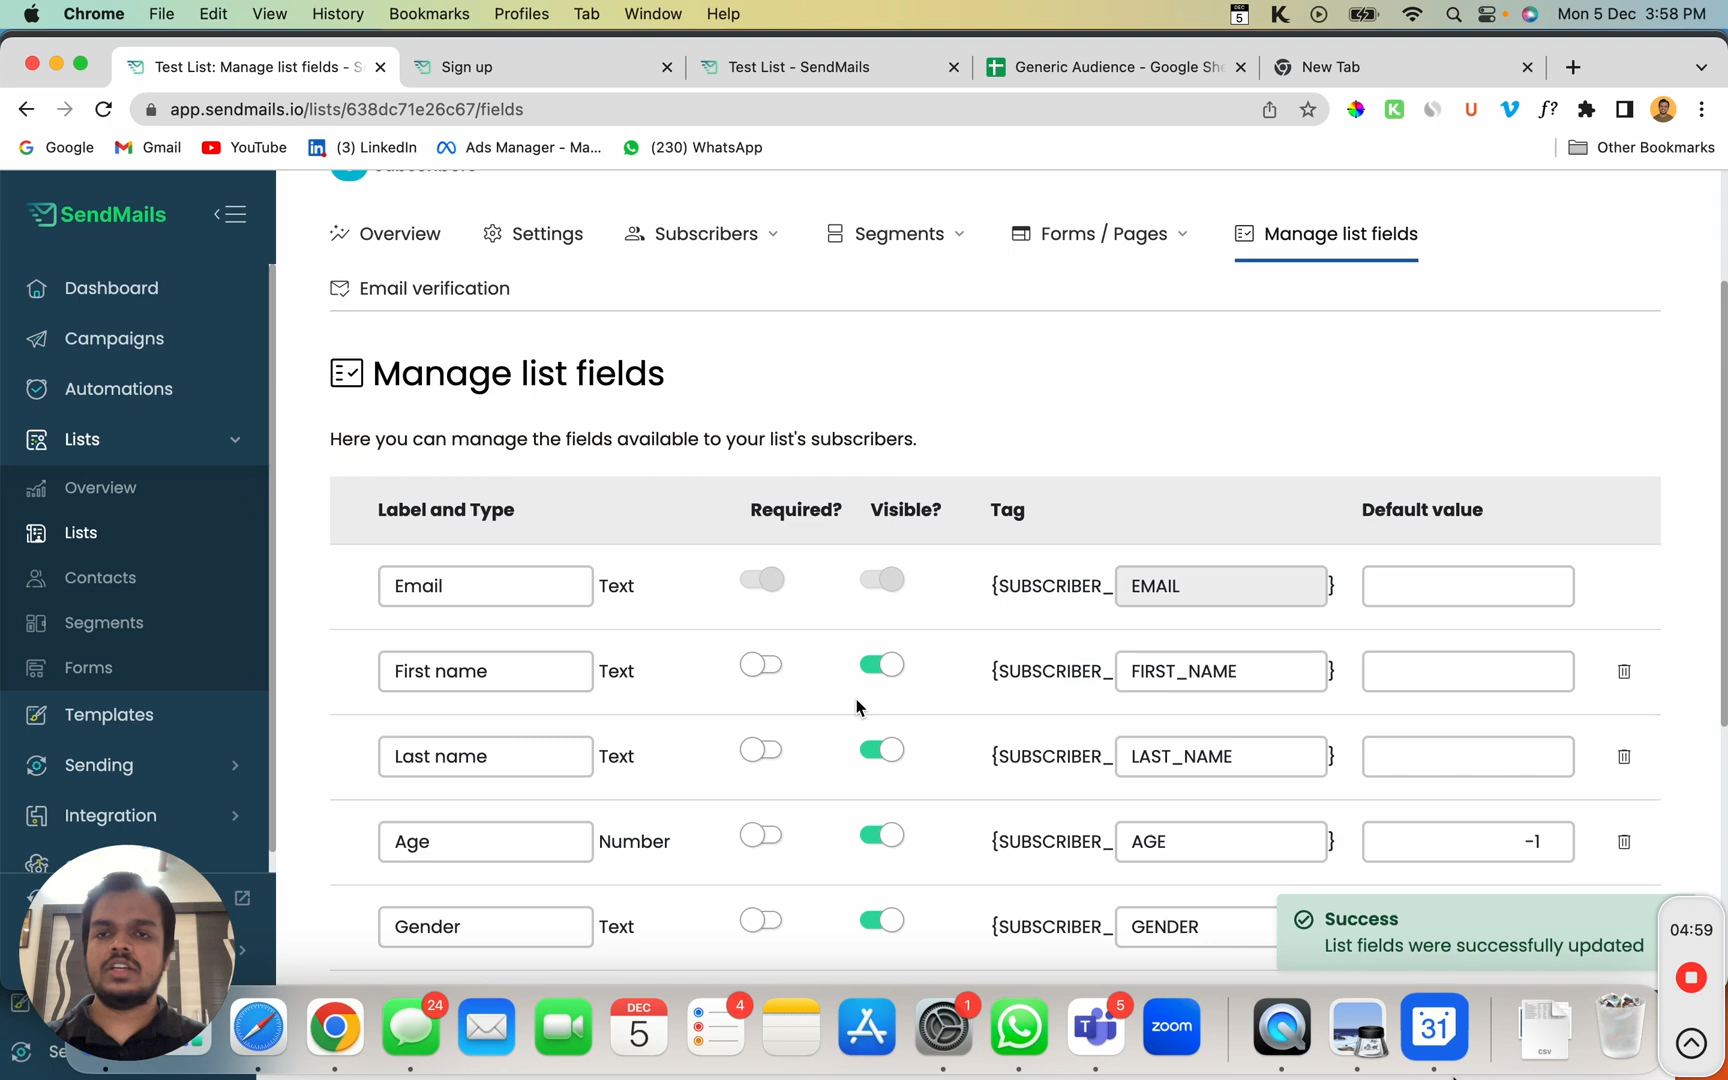 Chrome File Edit View History Bookmarks Profiles Tab Window Help DEC 5 K Mon 5 Dec 3:58 PM
Test List: Manage list fields - S Sign up Test List - SendMails Generic Audience - Google She New Tab
app.sendmails.io/lists/638dc71e26c67/fields K U f?
Google Gmail YouTube (3) LinkedIn Ads Manager - Ma... (230) WhatsApp Other Bookmarks
SendMails
Overview Settings Subscribers Segments Forms / Pages Manage list fields
Email verification
Dashboard
Campaigns
Automations
Lists
Overview
Lists
Contacts
Segments
Forms
Templates
Sending
Integration
Manage list fields
Here you can manage the fields available to your list's subscribers.
Label and Type Required? Visible? Tag Default value
Email Text {SUBSCRIBER_ EMAIL }
First name Text {SUBSCRIBER_ FIRST_NAME }
Last name Text {SUBSCRIBER_ LAST_NAME }
Age Number {SUBSCRIBER_ AGE } -1
Gender Text {SUBSCRIBER_ GENDER
Success
List fields were successfully updated
04:59
Se
24 DEC 5 4 1 5 zoom 31 CSV